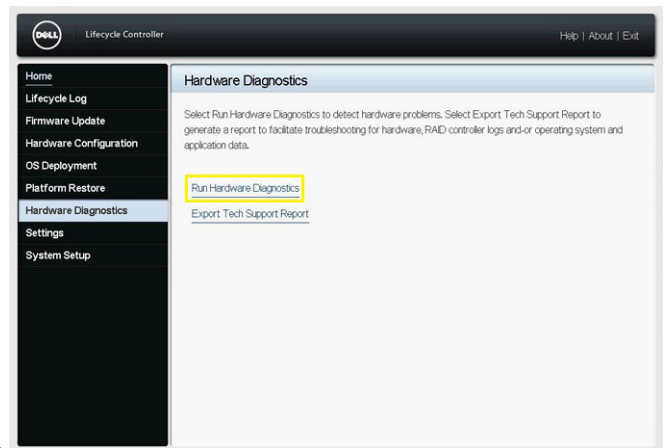 DELL
Lifecycle Controller
Help | About | Exit
Home
Lifecycle Log
Firmware Update
Hardware Configuration
OS Deployment
Platform Restore
Hardware Diagnostics
Settings
System Setup
Hardware Diagnostics
Select Run Hardware Diagnostics to detect hardware problems. Select Export Tech Support Report to
generate a report to facilitate troubleshooting for hardware, RAID controller logs and-or operating system and
application data.
Run Hardware Diagnostics
Export Tech Support Report